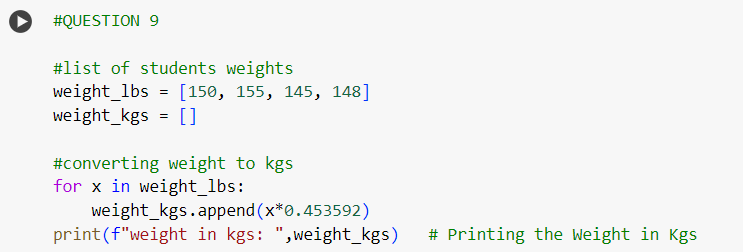 #QUESTION 9
#list of students weights
weight_lbs = [150, 155, 145, 148]
weight_kgs = []
#converting weight to kgs
for x in weight_lbs:
    weight_kgs.append(x*0.453592)
print(f"weight in kgs: ",weight_kgs)   # Printing the Weight in Kgs